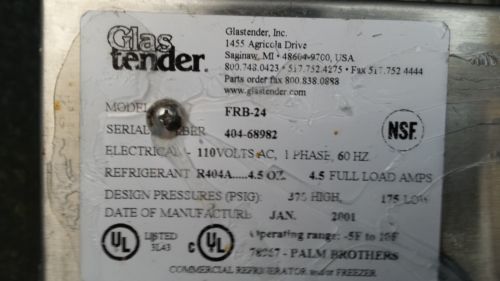 Glas
tender.
Glastender, Inc.
1455 Agricola Drive
Saginaw, MI • 48604-9700, USA
800.748.0423 • 517.752.4275 • Fax 517.752 4444
Parts order fax 800.838.0888
www.glastender.com
MODEL FRB-24
SERIAL BER 404-68982
NSF.
ELECTRICAL - 110VOLTS AC, 1 PHASE, 60 HZ
REFRIGERANT R404A.....4.5 OZ. 4.5 FULL LOAD AMPS
DESIGN PRESSURES (PSIG): HIGH, 175 LOW
DATE OF MANUFACTURE JAN. 2001
UL LISTED 3L43 c UL
Operating range: -5F to
PALM BROTHERS
COMMERCIAL REFRIGERATOR and/or FREEZER